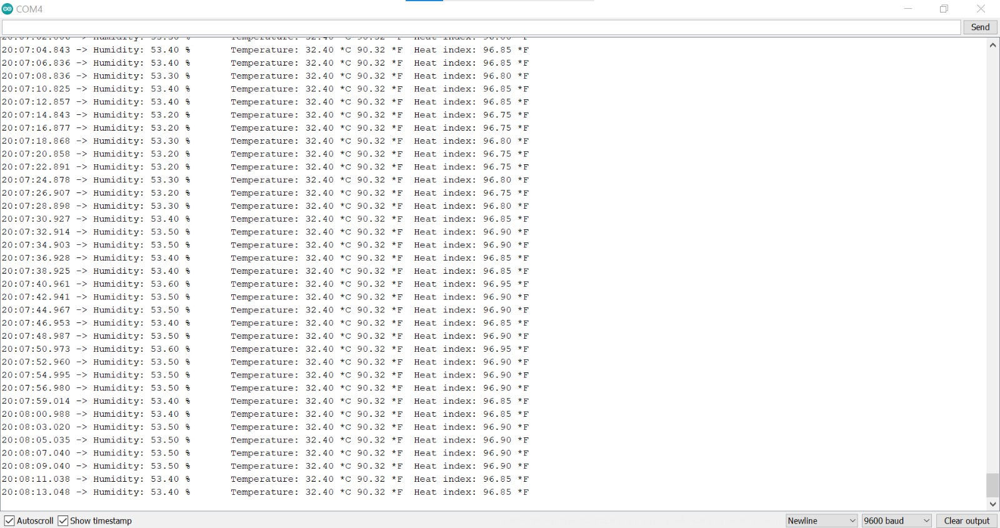 COM4
Send
20:07:04.843 -> Humidity: 53.40 % Temperature: 32.40 *C 90.32 *F Heat index: 96.85 *F
20:07:06.836 -> Humidity: 53.40 % Temperature: 32.40 *C 90.32 *F Heat index: 96.85 *F
20:07:08.836 -> Humidity: 53.30 % Temperature: 32.40 *C 90.32 *F Heat index: 96.80 *F
20:07:10.825 -> Humidity: 53.40 % Temperature: 32.40 *C 90.32 *F Heat index: 96.85 *F
20:07:12.857 -> Humidity: 53.40 % Temperature: 32.40 *C 90.32 *F Heat index: 96.85 *F
20:07:14.843 -> Humidity: 53.20 % Temperature: 32.40 *C 90.32 *F Heat index: 96.75 *F
20:07:16.877 -> Humidity: 53.20 % Temperature: 32.40 *C 90.32 *F Heat index: 96.75 *F
20:07:18.868 -> Humidity: 53.30 % Temperature: 32.40 *C 90.32 *F Heat index: 96.80 *F
20:07:20.858 -> Humidity: 53.20 % Temperature: 32.40 *C 90.32 *F Heat index: 96.75 *F
20:07:22.891 -> Humidity: 53.20 % Temperature: 32.40 *C 90.32 *F Heat index: 96.75 *F
20:07:24.878 -> Humidity: 53.30 % Temperature: 32.40 *C 90.32 *F Heat index: 96.80 *F
20:07:26.907 -> Humidity: 53.20 % Temperature: 32.40 *C 90.32 *F Heat index: 96.75 *F
20:07:28.898 -> Humidity: 53.30 % Temperature: 32.40 *C 90.32 *F Heat index: 96.80 *F
20:07:30.927 -> Humidity: 53.40 % Temperature: 32.40 *C 90.32 *F Heat index: 96.85 *F
20:07:32.914 -> Humidity: 53.50 % Temperature: 32.40 *C 90.32 *F Heat index: 96.90 *F
20:07:34.903 -> Humidity: 53.50 % Temperature: 32.40 *C 90.32 *F Heat index: 96.90 *F
20:07:36.928 -> Humidity: 53.40 % Temperature: 32.40 *C 90.32 *F Heat index: 96.85 *F
20:07:38.925 -> Humidity: 53.40 % Temperature: 32.40 *C 90.32 *F Heat index: 96.85 *F
20:07:40.961 -> Humidity: 53.60 % Temperature: 32.40 *C 90.32 *F Heat index: 96.95 *F
20:07:42.941 -> Humidity: 53.50 % Temperature: 32.40 *C 90.32 *F Heat index: 96.90 *F
20:07:44.967 -> Humidity: 53.50 % Temperature: 32.40 *C 90.32 *F Heat index: 96.90 *F
20:07:46.953 -> Humidity: 53.40 % Temperature: 32.40 *C 90.32 *F Heat index: 96.85 *F
20:07:48.987 -> Humidity: 53.50 % Temperature: 32.40 *C 90.32 *F Heat index: 96.90 *F
20:07:50.973 -> Humidity: 53.60 % Temperature: 32.40 *C 90.32 *F Heat index: 96.95 *F
20:07:52.960 -> Humidity: 53.50 % Temperature: 32.40 *C 90.32 *F Heat index: 96.90 *F
20:07:54.995 -> Humidity: 53.50 % Temperature: 32.40 *C 90.32 *F Heat index: 96.90 *F
20:07:56.980 -> Humidity: 53.50 % Temperature: 32.40 *C 90.32 *F Heat index: 96.90 *F
20:07:59.014 -> Humidity: 53.40 % Temperature: 32.40 *C 90.32 *F Heat index: 96.85 *F
20:08:00.988 -> Humidity: 53.40 % Temperature: 32.40 *C 90.32 *F Heat index: 96.85 *F
20:08:03.020 -> Humidity: 53.50 % Temperature: 32.40 *C 90.32 *F Heat index: 96.90 *F
20:08:05.035 -> Humidity: 53.50 % Temperature: 32.40 *C 90.32 *F Heat index: 96.90 *F
20:08:07.040 -> Humidity: 53.50 % Temperature: 32.40 *C 90.32 *F Heat index: 96.90 *F
20:08:09.040 -> Humidity: 53.50 % Temperature: 32.40 *C 90.32 *F Heat index: 96.90 *F
20:08:11.038 -> Humidity: 53.40 % Temperature: 32.40 *C 90.32 *F Heat index: 96.85 *F
20:08:13.048 -> Humidity: 53.40 % Temperature: 32.40 *C 90.32 *F Heat index: 96.85 *F
Autoscroll Show timestamp Newline 9600 baud Clear output